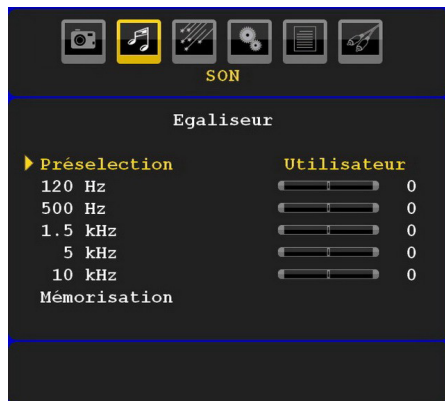 SON
Egaliseur
Préselection Utilisateur
120 Hz 0
500 Hz 0
1.5 kHz 0
5 kHz 0
10 kHz 0
Mémorisation